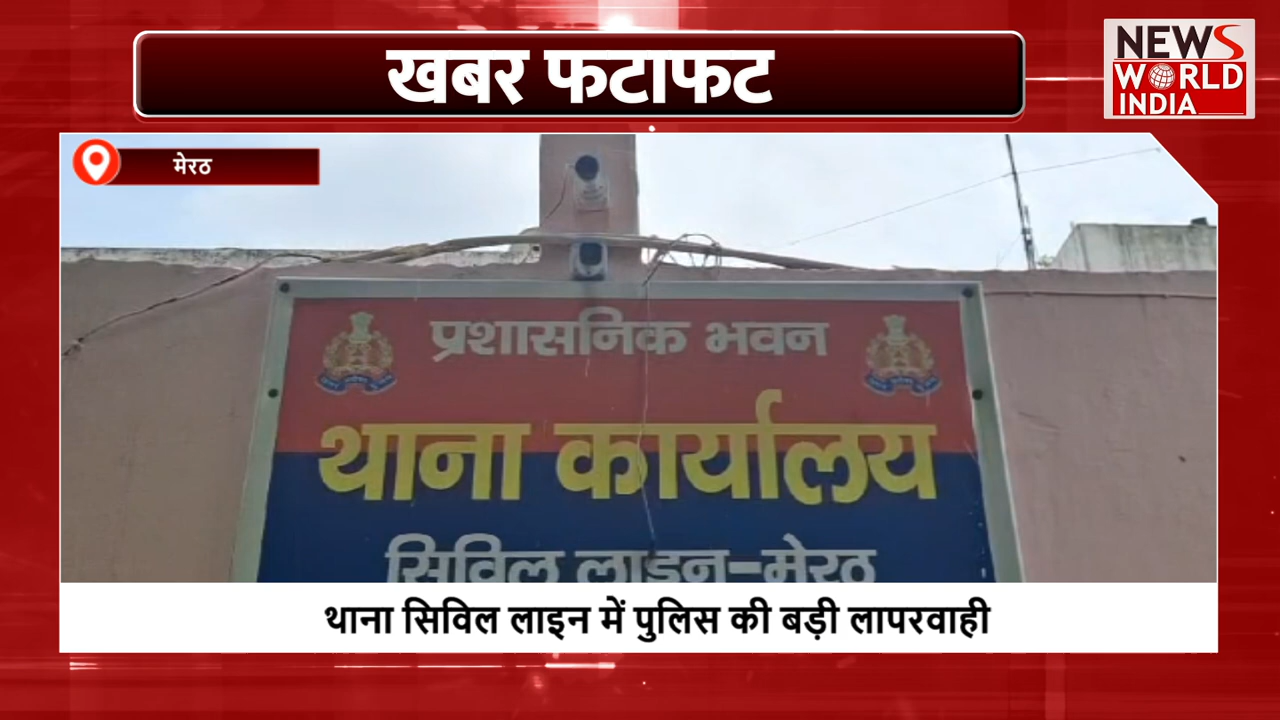 खबर फटाफट
NEWS
WORLD
INDIA
मेरठ
प्रशासनिक भवन
थाना कार्यालय
सिविल लाइन-मेरठ
थाना सिविल लाइन में पुलिस की बड़ी लापरवाही